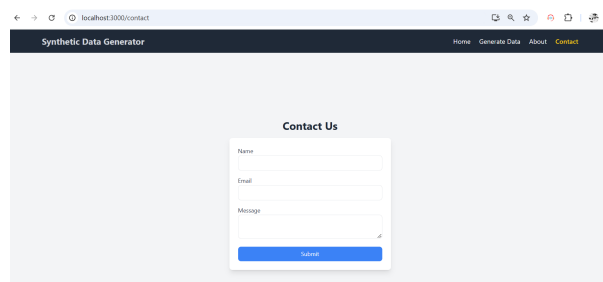 localhost:3000/contact
Synthetic Data Generator
Home Generate Data About Contact
Contact Us
Name
Email
Message
Submit